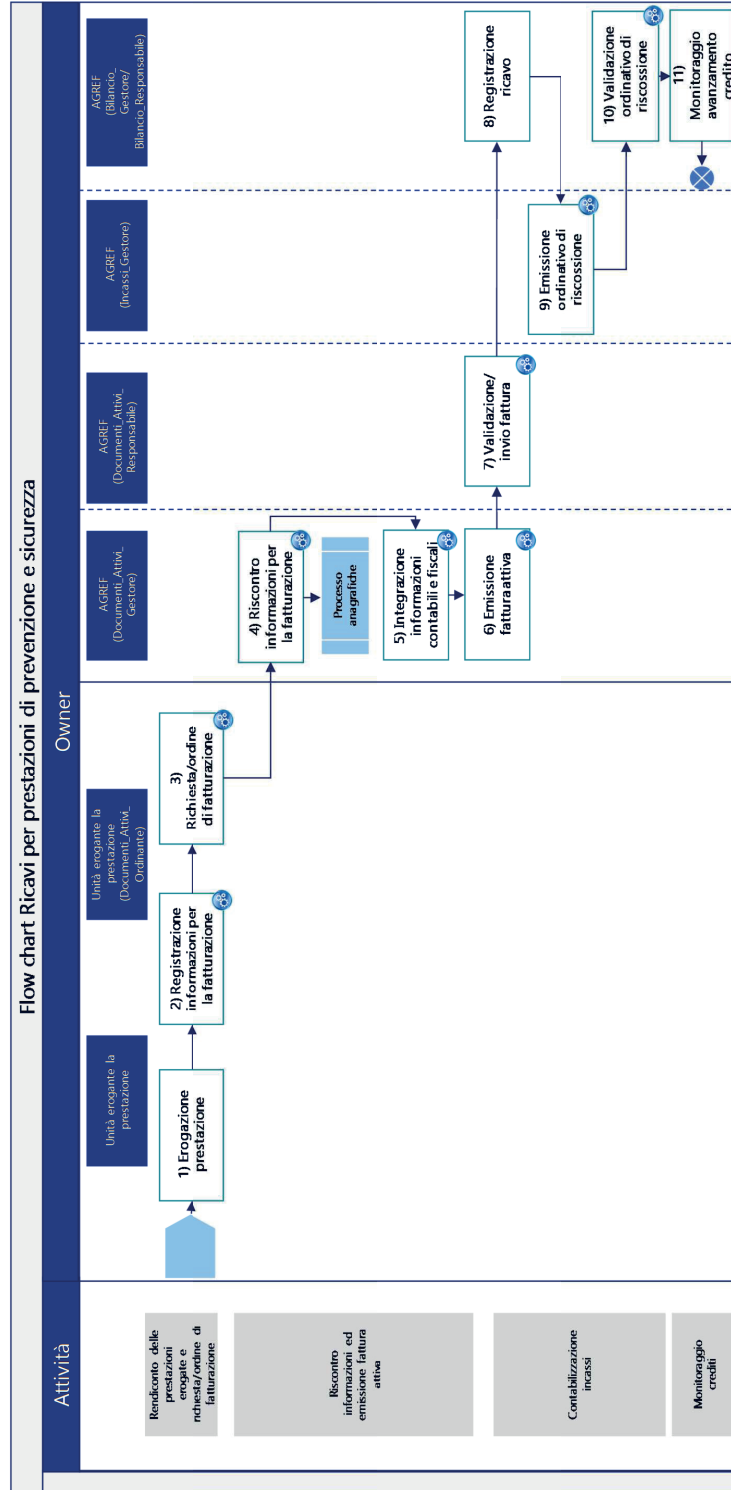 Flow chart Ricavi per prestazioni di prevenzione e sicurezza
Attività
Owner
Unità erogante la
prestazione
Unità erogante la
prestazione
(Documenti_Attivi_
Ordinante)
AGREF
(Documenti_Attivi_
Gestore)
AGREF
(Documenti_Attivi_
Responsabile)
AGREF
(Incassi_Gestore)
AGREF
(Bilancio_
Gestore/
Bilancio_Responsabile)
Rendiconto delle
prestazioni
erogate e
richiesta/ordine di
fatturazione
1) Erogazione
prestazione
2) Registrazione
informazioni per
la fatturazione
3)
Richiesta/ordine
di fatturazione
Riscontro
informazioni ed
emissione fattura
attiva
4) Riscontro
informazioni per
la fatturazione
Processo
anagrafiche
5) Integrazione
informazioni
contabili e fiscali
6) Emissione
fattura attiva
7) Validazione/
invio fattura
8) Registrazione
ricavo
Contabilizzazione
incassi
9) Emissione
ordinativo di
riscossione
10) Validazione
ordinativo di
riscossione
Monitoraggio
crediti
11)
Monitoraggio
avanzamento
credito